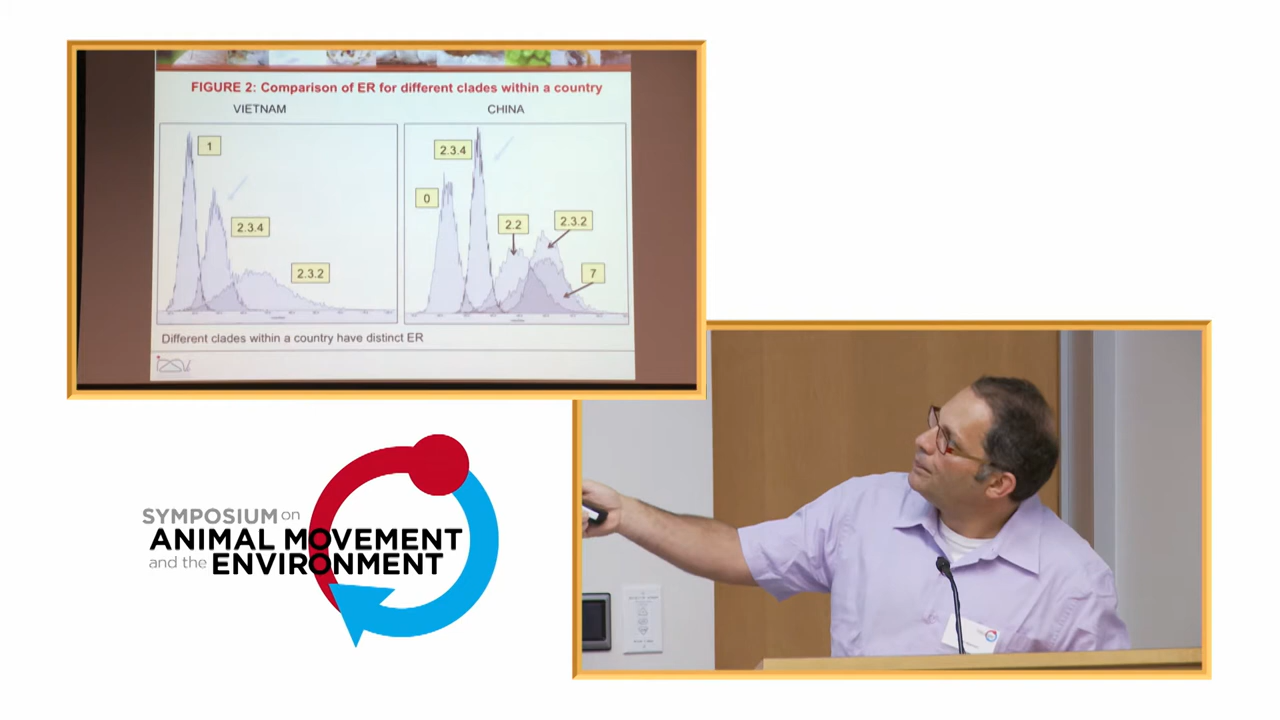 FIGURE 2: Comparison of ER for different clades within a country
VIETNAM
CHINA
1
2.3.4
2.3.2
2.3.4
0
2.2
2.3.2
7
Different clades within a country have distinct ER
SYMPOSIUM on
ANIMAL MOVEMENT
and the ENVIRONMENT